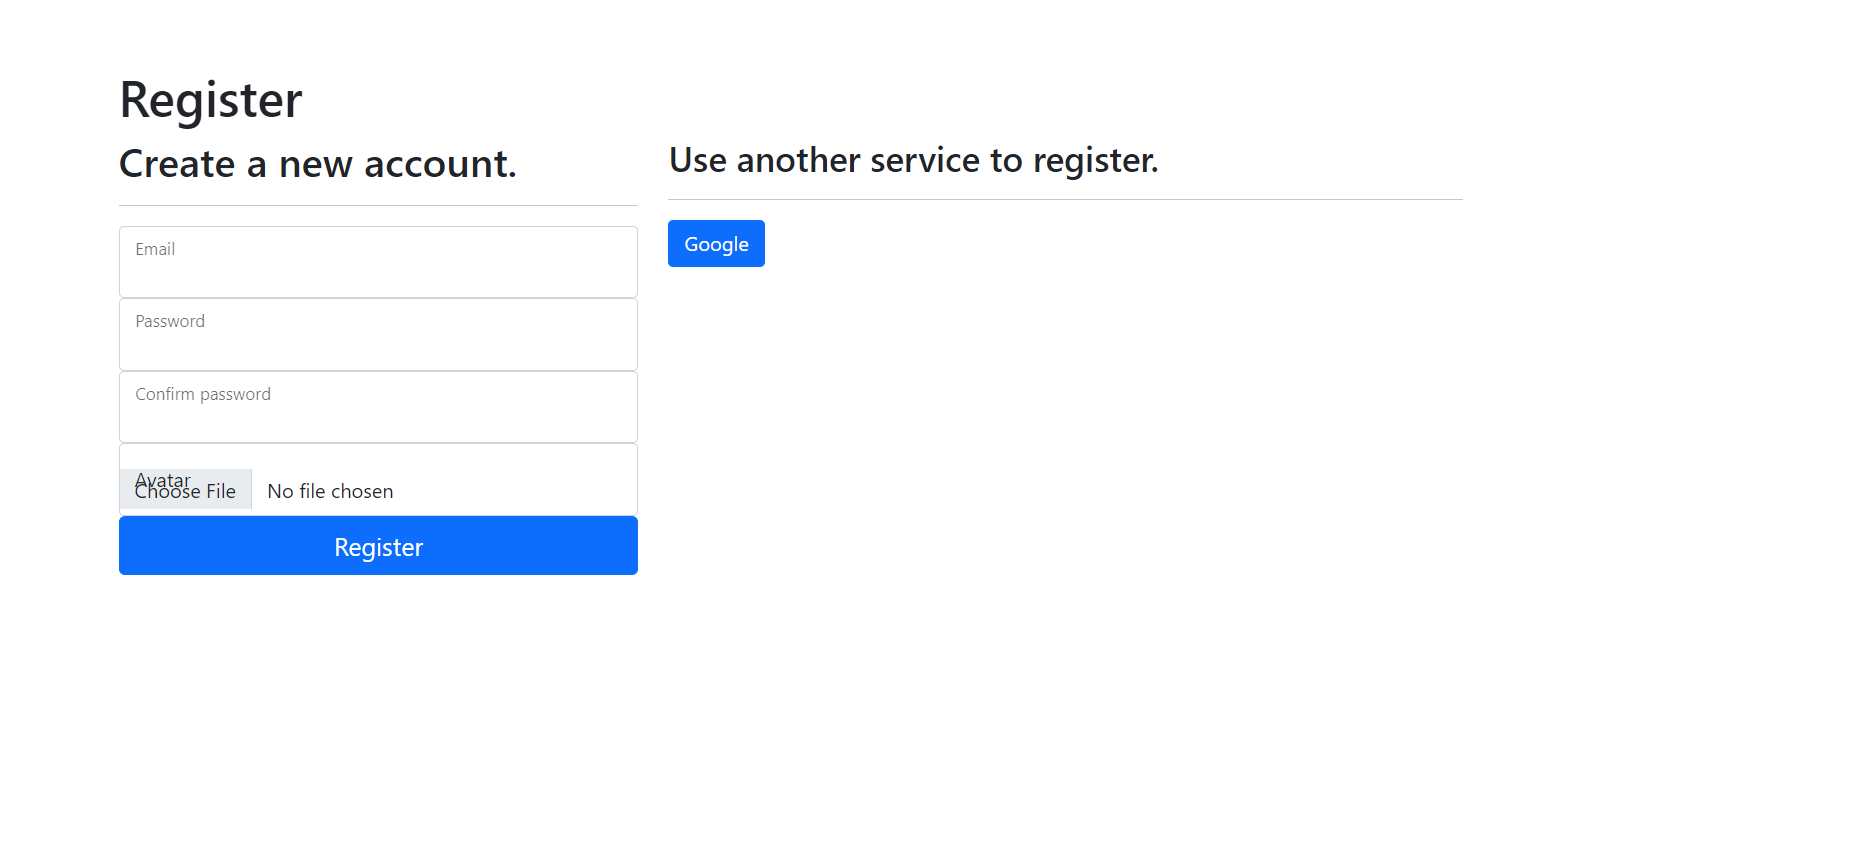 Register
Create a new account.
Email
Password
Confirm password
Avatar
Choose File No file chosen
Register
Use another service to register.
Google